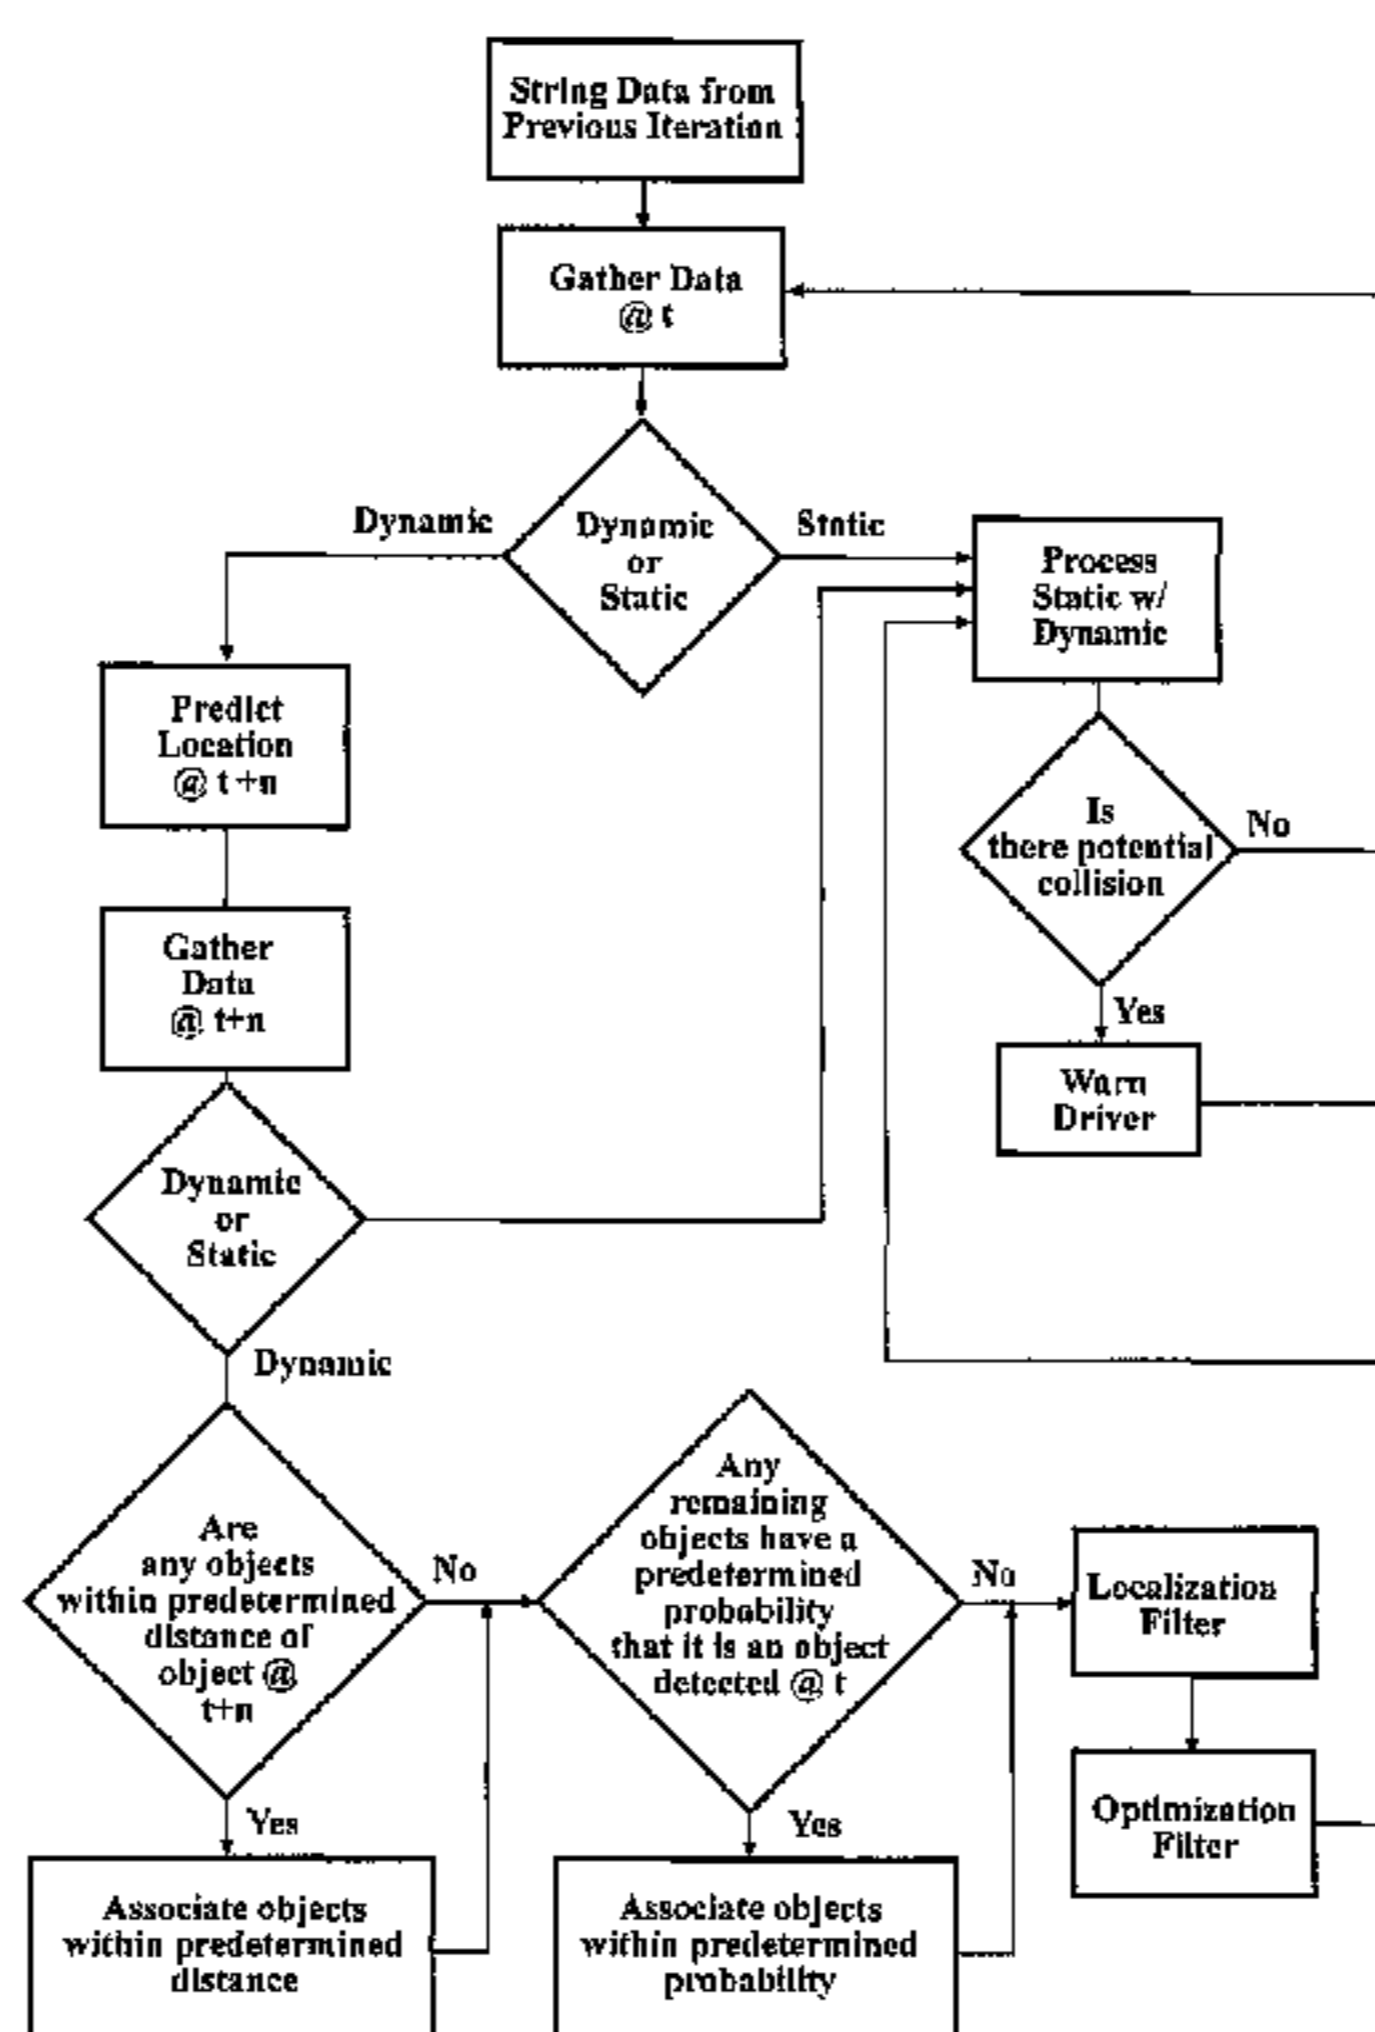 String Data from
Previous Iteration
Gather Data
@ t
Dynamic
Dynamic
or
Static
Static
Process
Static w/
Dynamic
Predict
Location
@ t +n
Is
there potential
collision
No
Gather
Data
@ t+n
Yes
Warn
Driver
Dynamic
or
Static
Dynamic
Are
any objects
within predetermined
distance of
object @
t+n
No
Any
remaining
objects have a
predetermined
probability
that it is an object
detected @ t
No
Localization
Filter
Yes
Yes
Optimization
Filter
Associate objects
within predetermined
distance
Associate objects
within predetermined
probability